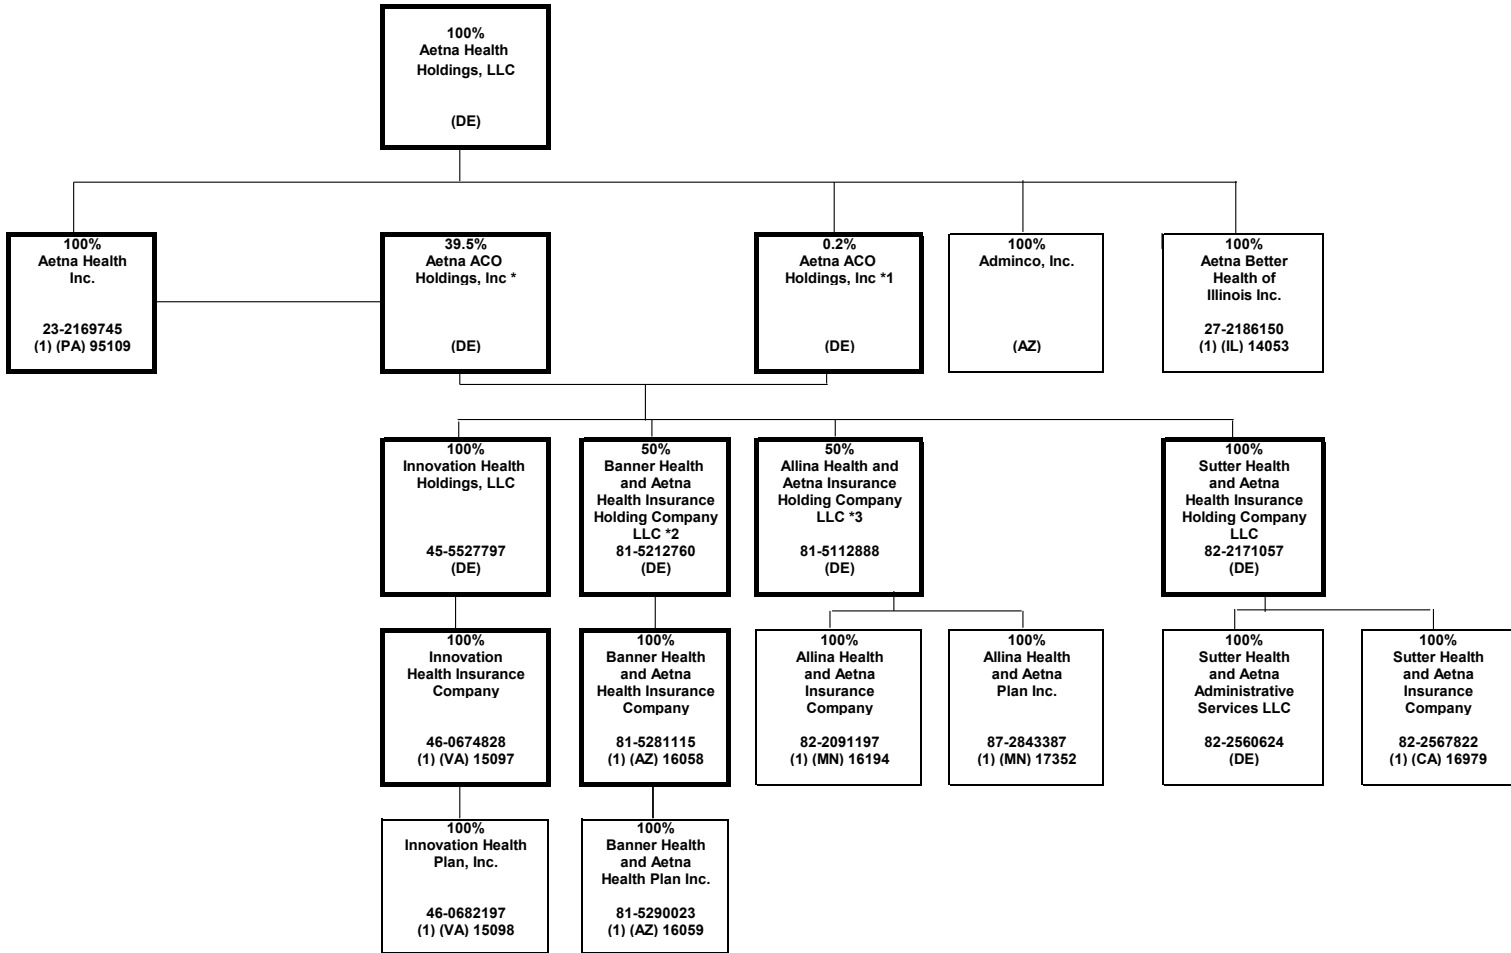 100%
Aetna Health
Holdings, LLC
(DE)
100%
Aetna Health
Inc.
23-2169745
(1) (PA) 95109
39.5%
Aetna ACO
Holdings, Inc *
(DE)
0.2%
Aetna ACO
Holdings, Inc *1
(DE)
100%
Adminco, Inc.
(AZ)
100%
Aetna Better
Health of
Illinois Inc.
27-2186150
(1) (IL) 14053
100%
Innovation Health
Holdings, LLC
45-5527797
(DE)
50%
Banner Health
and Aetna
Health Insurance
Holding Company
LLC *2
81-5212760
(DE)
50%
Allina Health and
Aetna Insurance
Holding Company
LLC *3
81-5112888
(DE)
100%
Sutter Health
and Aetna
Health Insurance
Holding Company
LLC
82-2171057
(DE)
100%
Innovation
Health Insurance
Company
46-0674828
(1) (VA) 15097
100%
Banner Health
and Aetna
Health Insurance
Company
81-5281115
(1) (AZ) 16058
100%
Allina Health
and Aetna
Insurance
Company
82-2091197
(1) (MN) 16194
100%
Allina Health
and Aetna
Plan Inc.
87-2843387
(1) (MN) 17352
100%
Sutter Health
and Aetna
Administrative
Services LLC
82-2560624
(DE)
100%
Sutter Health
and Aetna
Insurance
Company
82-2567822
(1) (CA) 16979
100%
Innovation Health
Plan, Inc.
46-0682197
(1) (VA) 15098
100%
Banner Health
and Aetna
Health Plan Inc.
81-5290023
(1) (AZ) 16059